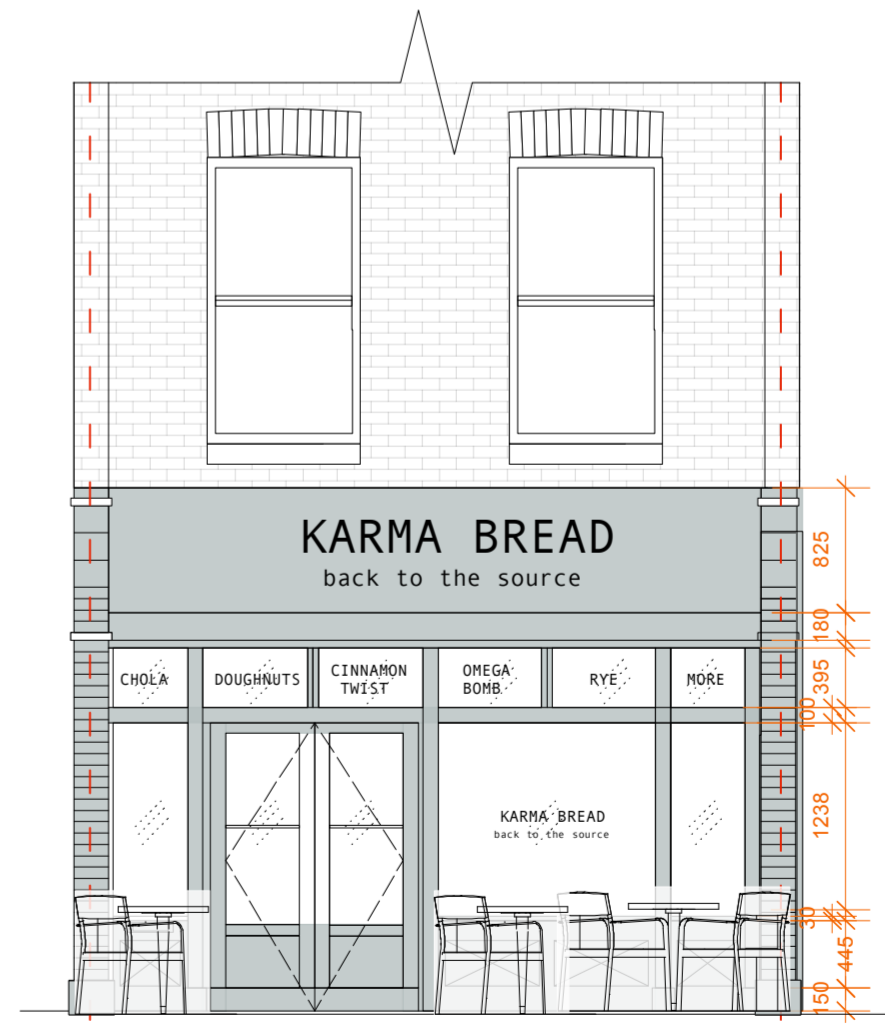 KARMA BREAD
back to the source
825
180
CHOLA
DOUGHNUTS
CINNAMON
TWIST
OMEGA
BOMB
RYE
MORE
395
100
KARMA BREAD
back to the source
1238
30
445
150